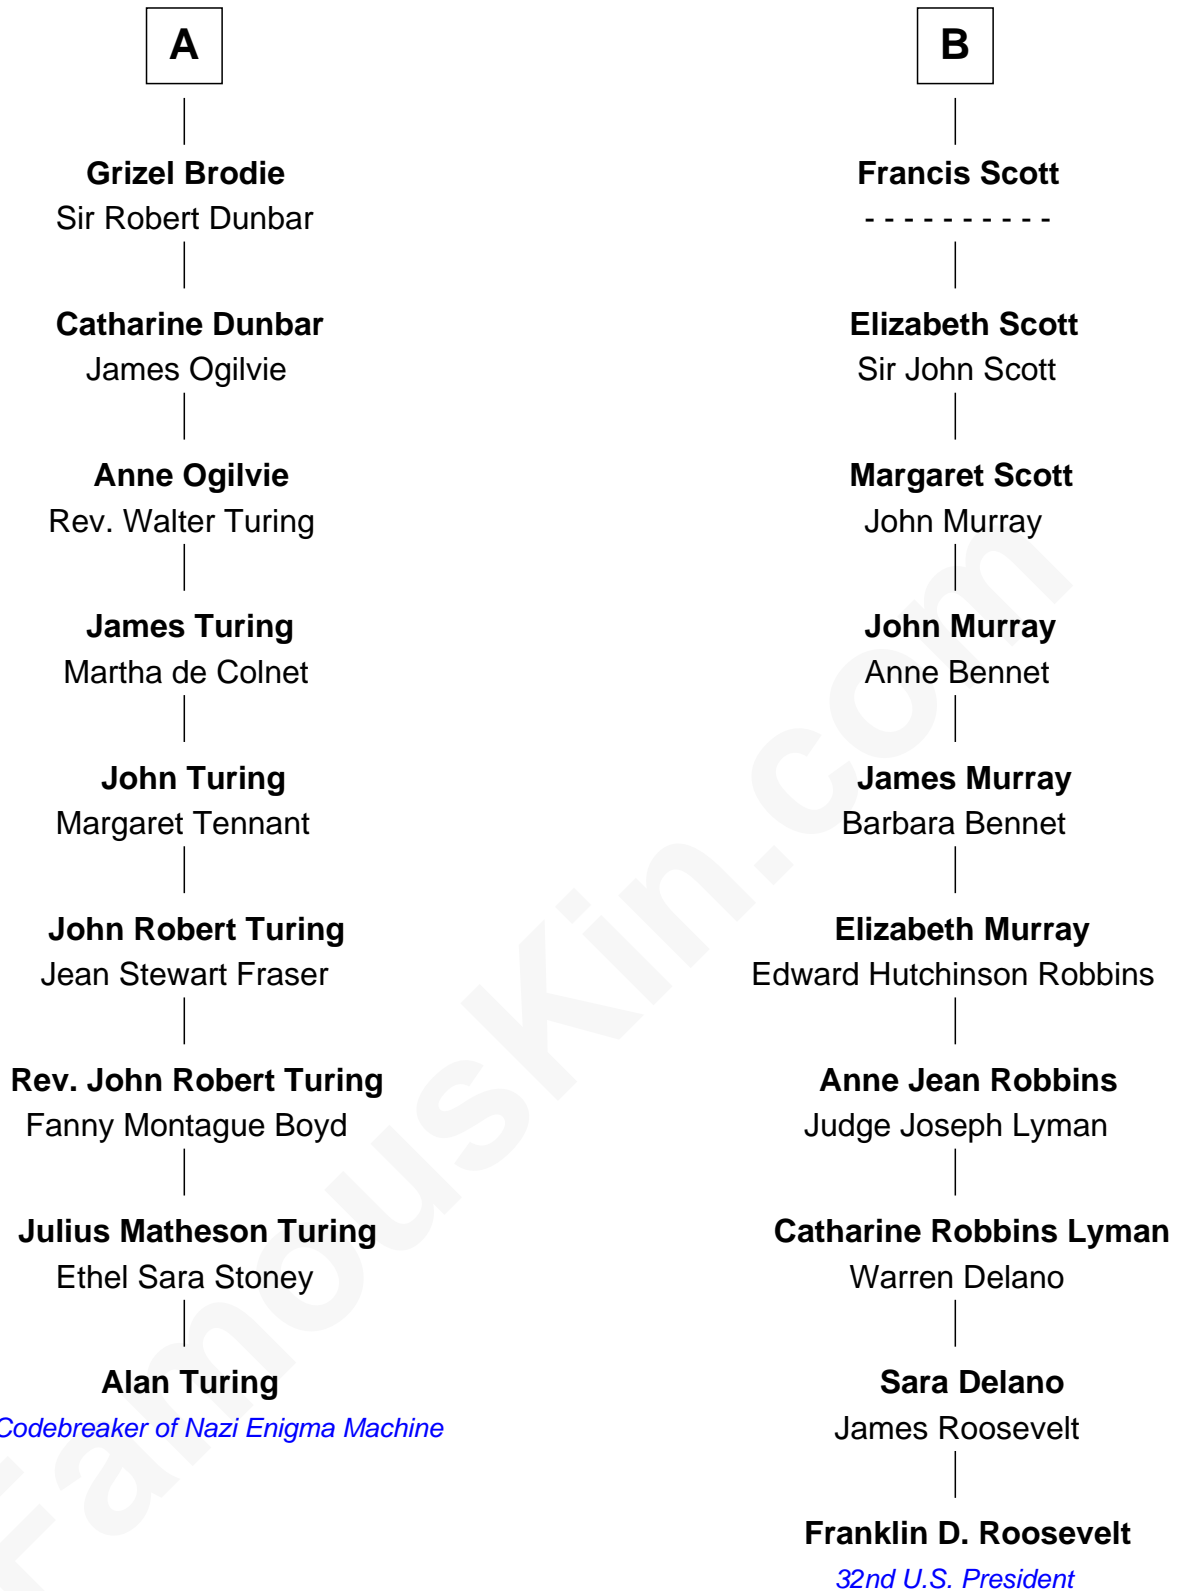 A
Grizel Brodie
Sir Robert Dunbar
Catharine Dunbar
James Ogilvie
Anne Ogilvie
Rev. Walter Turing
James Turing
Martha de Colnet
John Turing
Margaret Tennant
John Robert Turing
Jean Stewart Fraser
Rev. John Robert Turing
Fanny Montague Boyd
Julius Matheson Turing
Ethel Sara Stoney
Alan Turing
Codebreaker of Nazi Enigma Machine
B
Francis Scott
- - - - - - - - - -
Elizabeth Scott
Sir John Scott
Margaret Scott
John Murray
John Murray
Anne Bennet
James Murray
Barbara Bennet
Elizabeth Murray
Edward Hutchinson Robbins
Anne Jean Robbins
Judge Joseph Lyman
Catharine Robbins Lyman
Warren Delano
Sara Delano
James Roosevelt
Franklin D. Roosevelt
32nd U.S. President
FamousKin.com